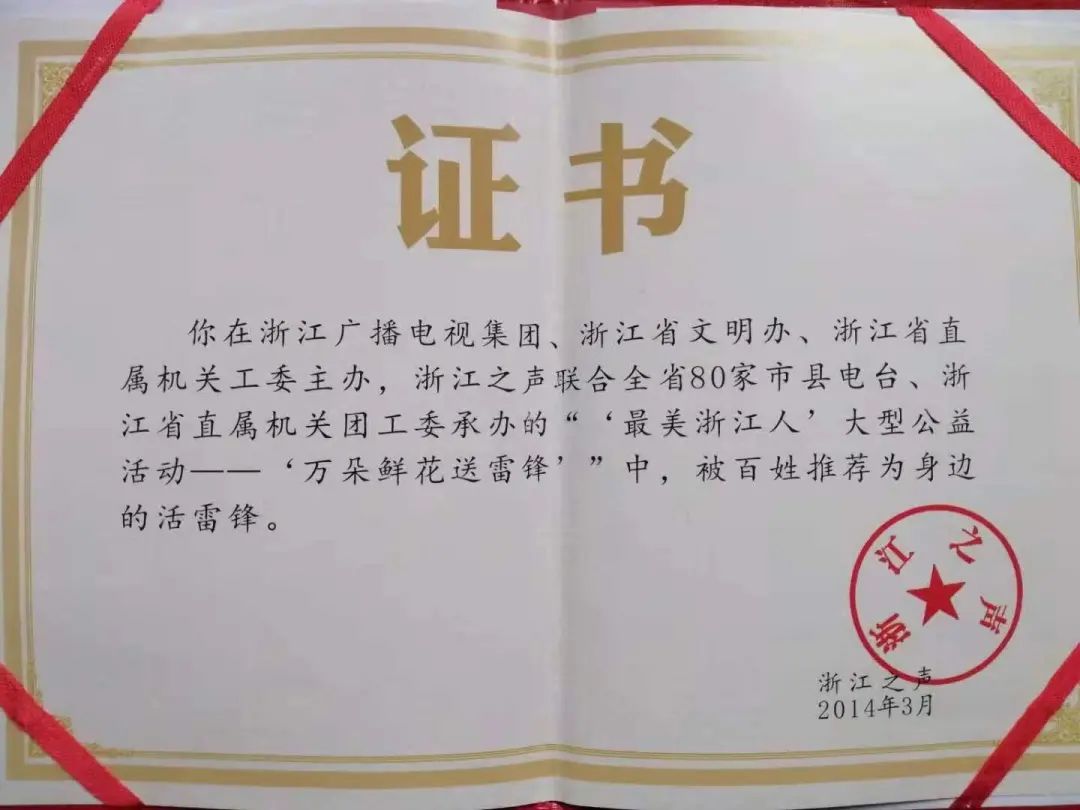 证书
你在浙江广播电视集团、浙江省文明办、浙江省直
属机关工委主办，浙江之声联合全省80家市县电台、浙
江省直属机关团工委承办的“‘最美浙江人’大型公益
活动——‘万朵鲜花送雷锋’”中，被百姓推荐为身边
的活雷锋。
浙江之声
浙江之声
2014年3月